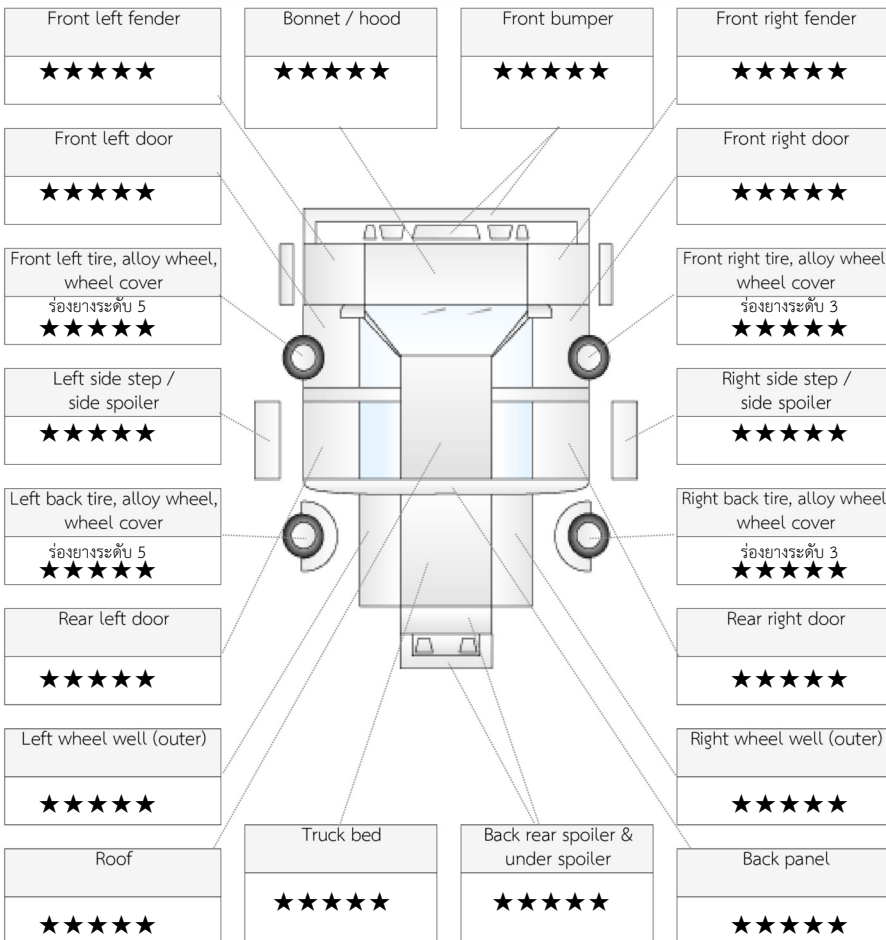 Front left fender
★★★★★
Bonnet / hood
★★★★★
Front bumper
★★★★★
Front right fender
★★★★★
Front left door
★★★★★
Front right door
★★★★★
Front left tire, alloy wheel,
wheel cover
ร่องยางระดับ 5
★★★★★
Front right tire, alloy wheel
wheel cover
ร่องยางระดับ 3
★★★★★
Left side step /
side spoiler
★★★★★
Right side step /
side spoiler
★★★★★
Left back tire, alloy wheel,
wheel cover
ร่องยางระดับ 5
★★★★★
Right back tire, alloy wheel
wheel cover
ร่องยางระดับ 3
★★★★★
Rear left door
★★★★★
Rear right door
★★★★★
Left wheel well (outer)
★★★★★
Right wheel well (outer)
★★★★★
Roof
★★★★★
Truck bed
★★★★★
Back rear spoiler &
under spoiler
★★★★★
Back panel
★★★★★